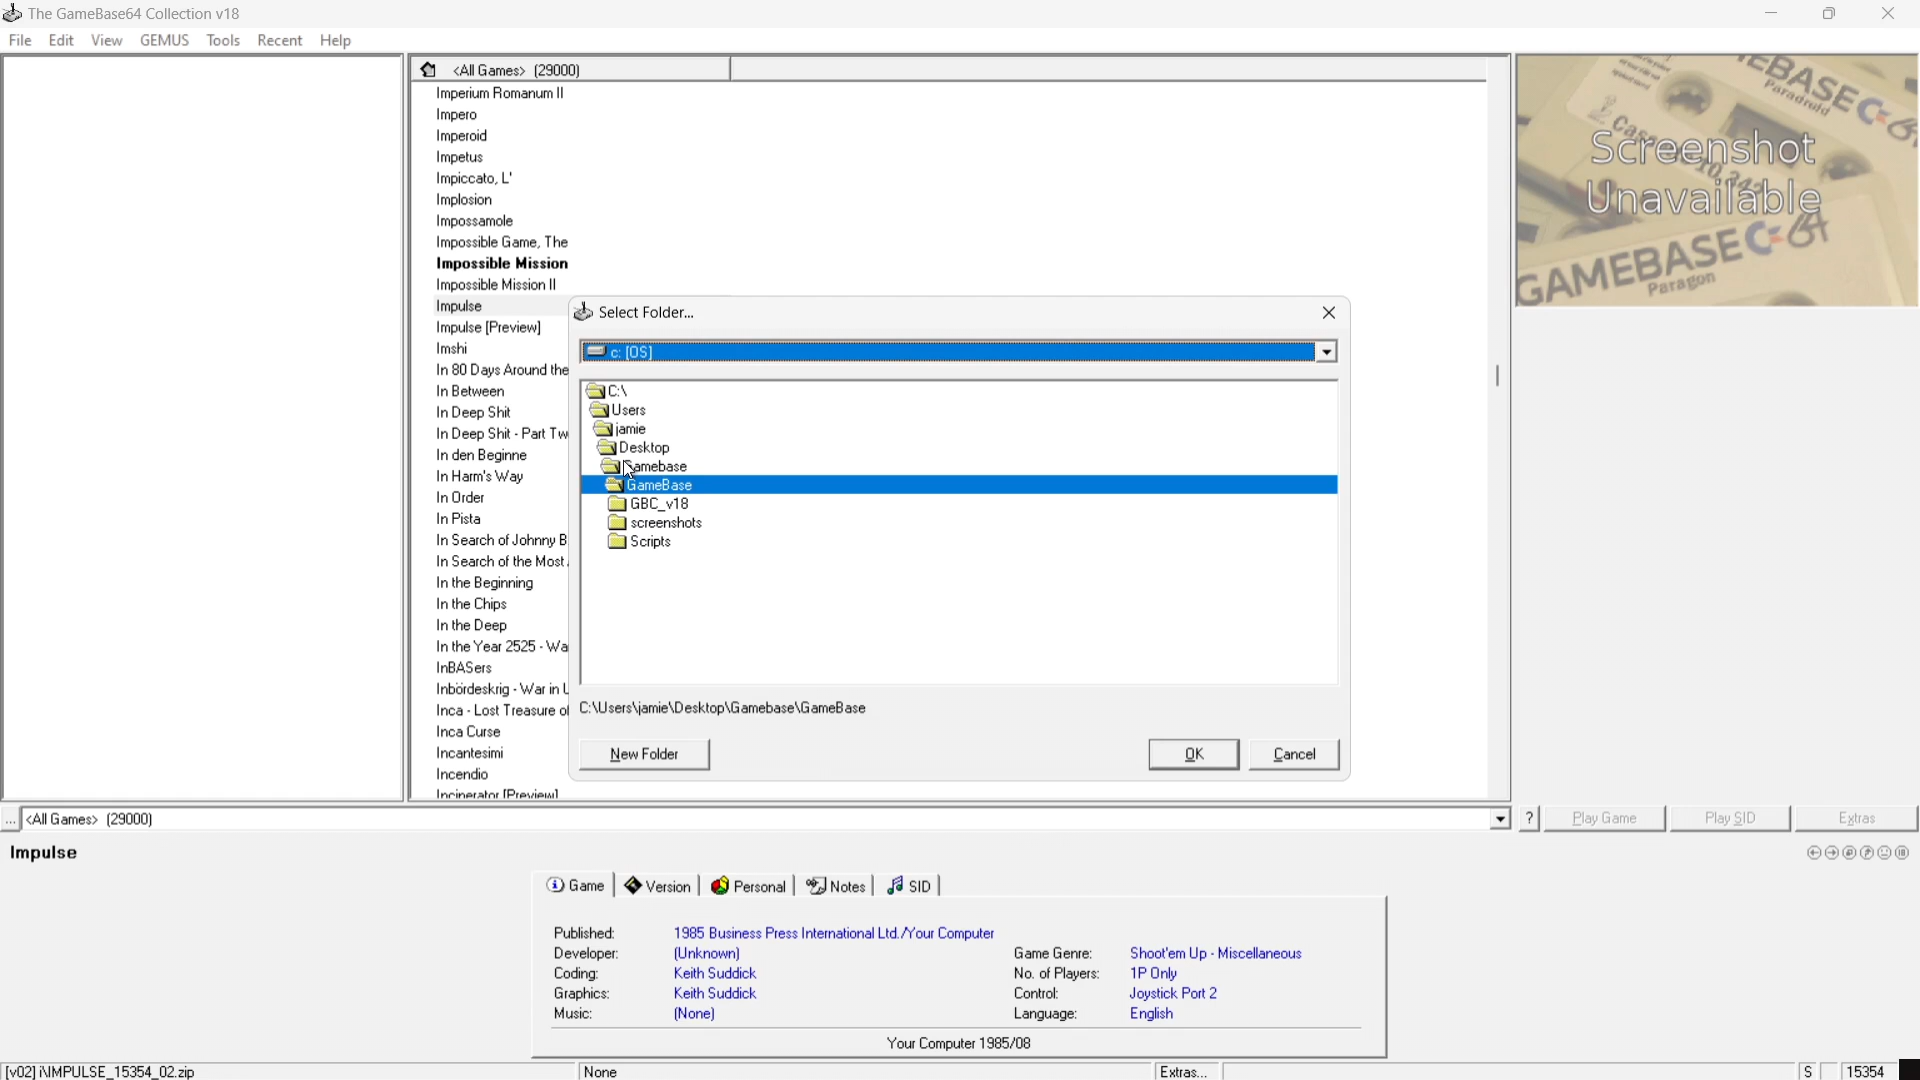 The GameBase64 Collection v18
File Edit View GEMUS Tools Recent Help
<All Games> (29000)
Imperium Romanum II
Impero
Imperoid
Impetus
Impiccato, L'
Implosion
Impossamole
Impossible Game, The
Impossible Mission
Impossible Mission II
Impulse
Impulse [Preview]
Imshi
In 80 Days Around the
In Between
In Deep Shit
In Deep Shit - Part Tw
In den Beginne
In Harm's Way
In Order
In Pista
In Search of Johnny B
In Search of the Most
In the Beginning
In the Chips
In the Deep
In the Year 2525 - Wa
InBASers
Inbördeskrig - War in
Inca - Lost Treasure of
Inca Curse
Incantesimi
Incendio
Incinerator [Preview]
Select Folder...
c: [OS]
C:\
Users
jamie
Desktop
Gamebase
GameBase
GBC_v18
screenshots
Scripts
C:\Users\jamie\Desktop\Gamebase\GameBase
New Folder OK Cancel
GAMEBASE C=
Paradroid
Screenshot
Unavailable
GAMEBASE C=64
Paragon
... <All Games> (29000) ? Play Game Play SID Extras
Impulse
Game Version Personal Notes SID
Published: 1985 Business Press International Ltd./Your Computer
Developer: (Unknown) Game Genre: Shoot'em Up - Miscellaneous
Coding: Keith Suddick No. of Players: 1P Only
Graphics: Keith Suddick Control: Joystick Port 2
Music: (None) Language: English
Your Computer 1985/08
[v02] i\IMPULSE_15354_02.zip None Extras... S 15354